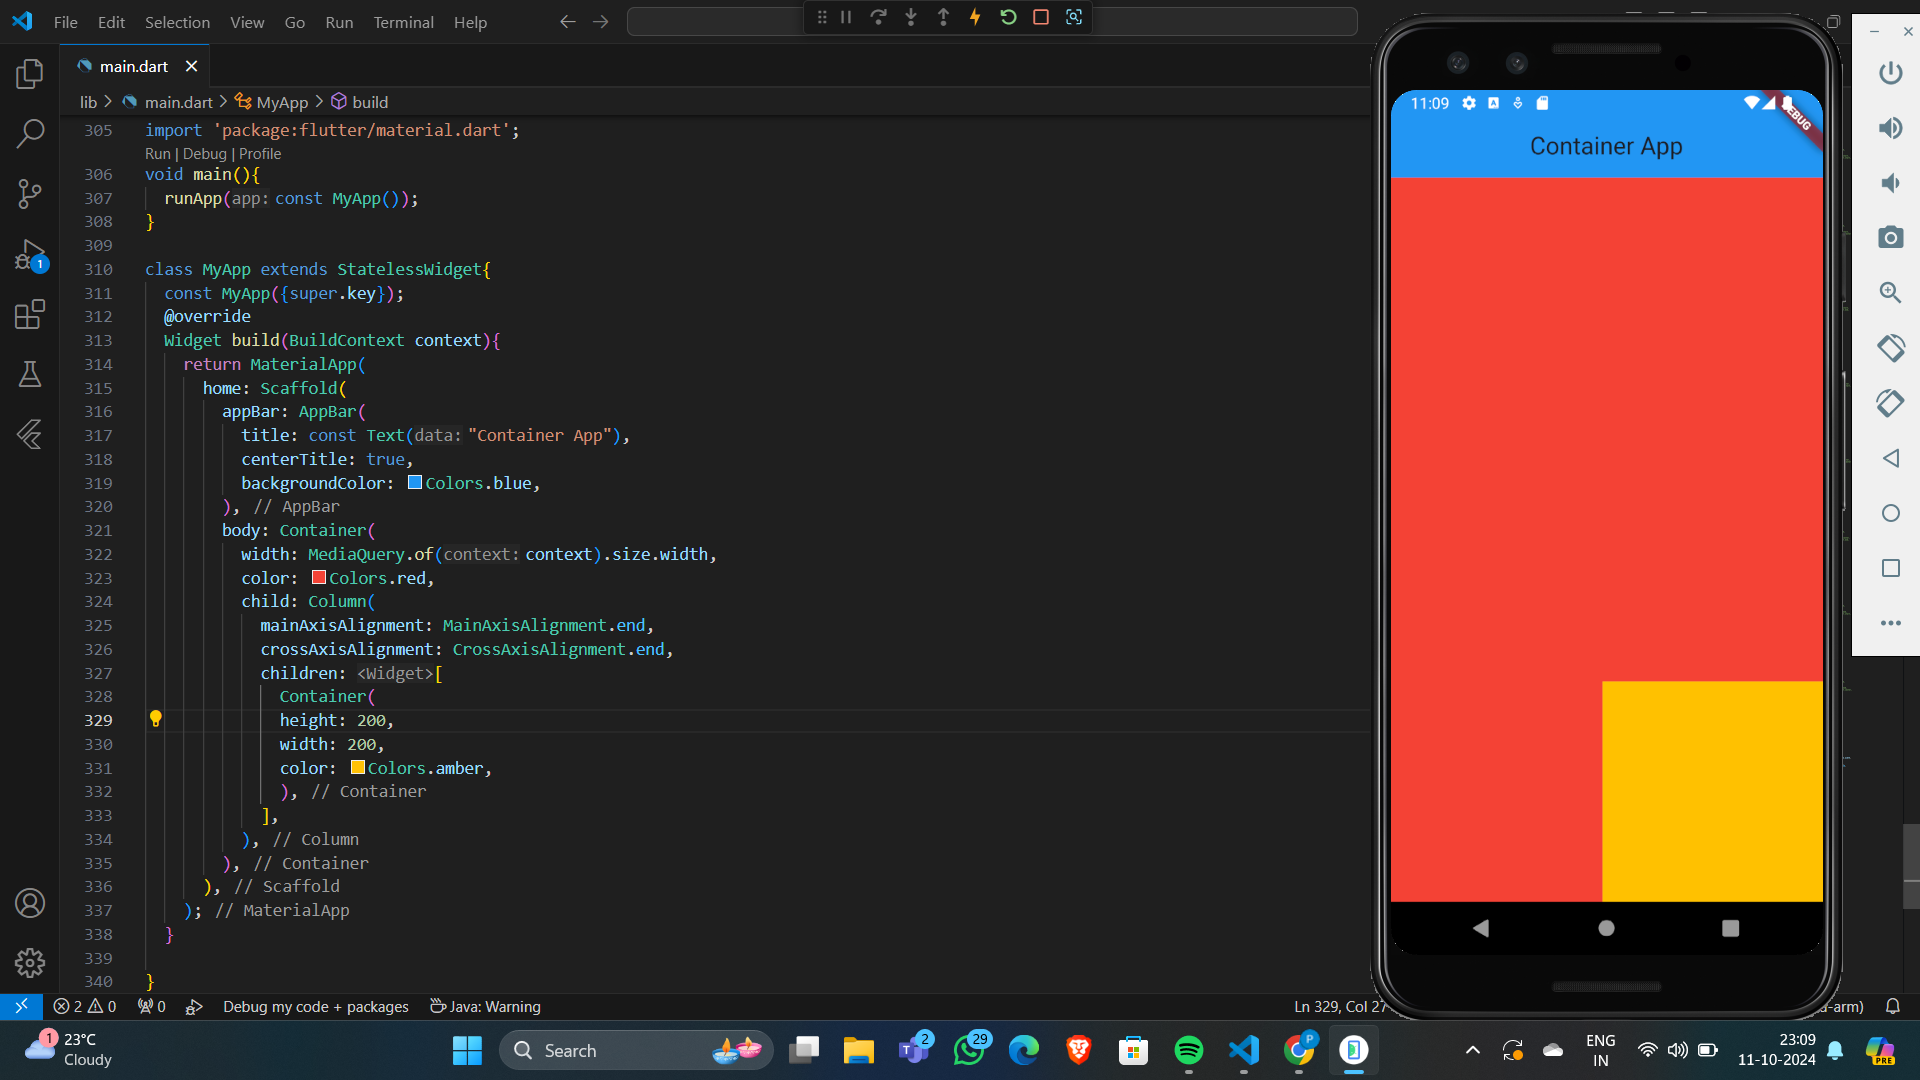 File Edit Selection View Go Run Terminal Help
main.dart
lib > main.dart > MyApp > build
305 import 'package:flutter/material.dart';
Run | Debug | Profile
306 void main(){
307 runApp(app: const MyApp());
308 }
309
310 class MyApp extends StatelessWidget{
311 const MyApp({super.key});
312 @override
313 Widget build(BuildContext context){
314 return MaterialApp(
315 home: Scaffold(
316 appBar: AppBar(
317 title: const Text(data: "Container App"),
318 centerTitle: true,
319 backgroundColor: Colors.blue,
320 ), // AppBar
321 body: Container(
322 width: MediaQuery.of(context: context).size.width,
323 color: Colors.red,
324 child: Column(
325 mainAxisAlignment: MainAxisAlignment.end,
326 crossAxisAlignment: CrossAxisAlignment.end,
327 children: <Widget>[
328 Container(
329 height: 200,
330 width: 200,
331 color: Colors.amber,
332 ), // Container
333 ],
334 ), // Column
335 ), // Container
336 ), // Scaffold
337 ); // MaterialApp
338 }
339
340 }
1
11:09
Container App
2 0 0 Debug my code + packages Java: Warning
Ln 329, Col 27
d-arm)
1 23°C
Cloudy
Search
2
29
P
ENG
IN
23:09
11-10-2024
PRE